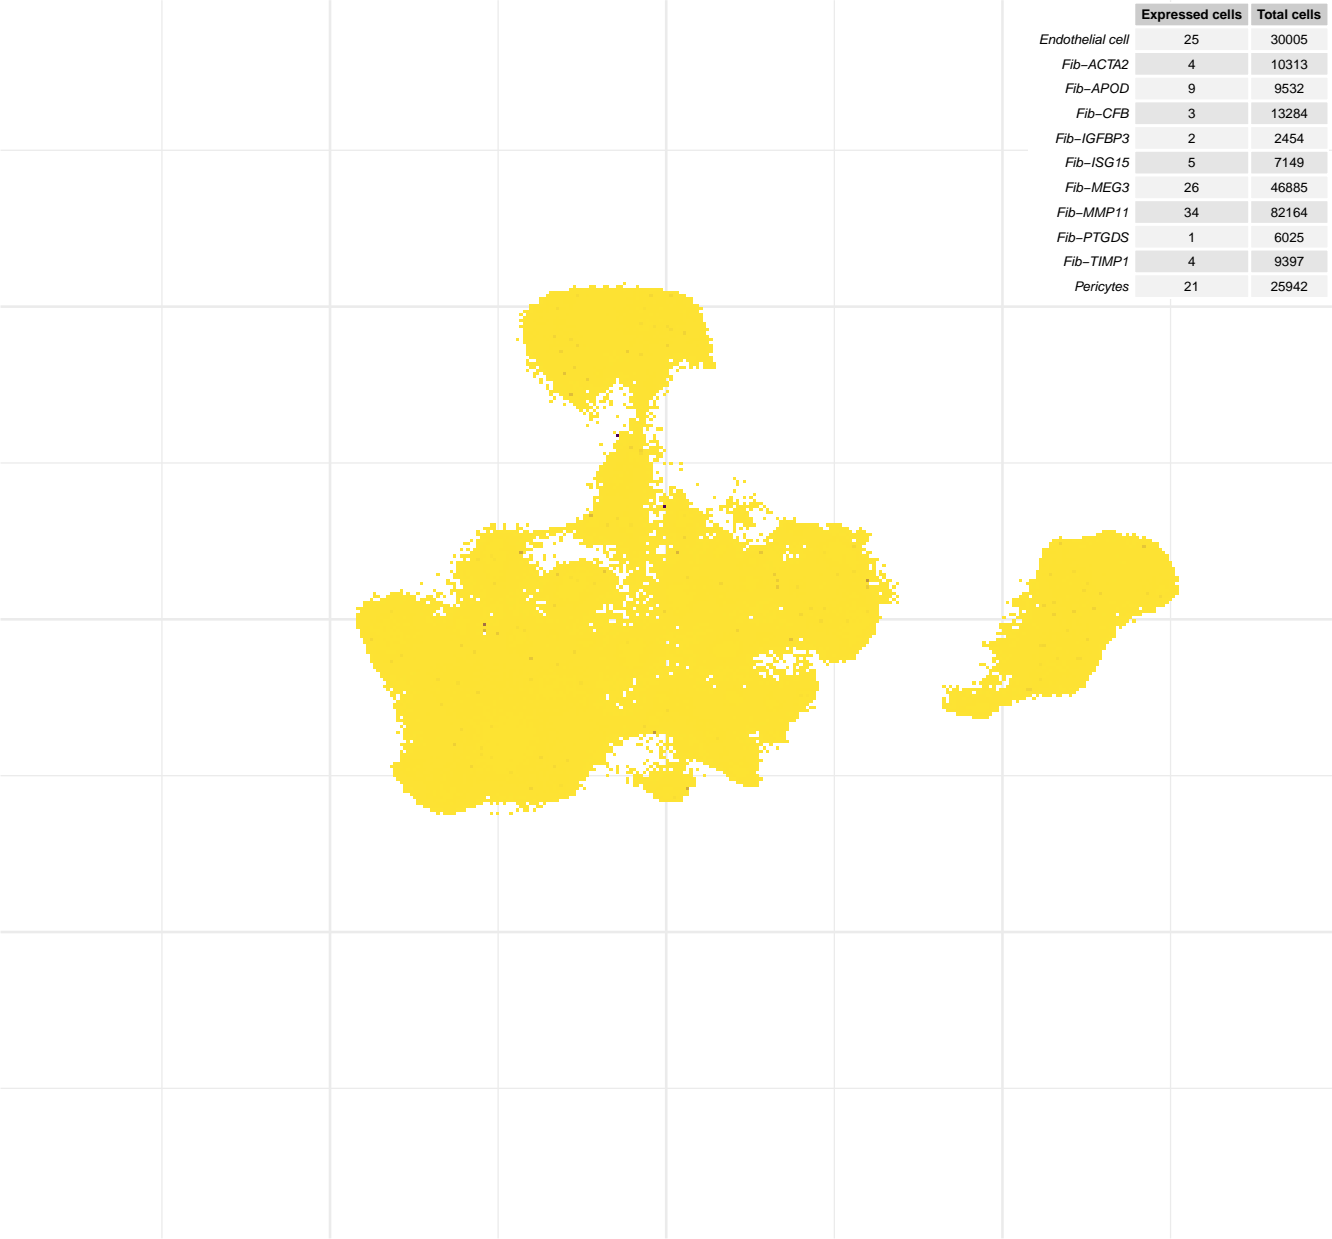 Expressed cells Total cells
Endothelial cell 25 30005
Fib−ACTA2 4 10313
Fib−APOD 9 9532
Fib−CFB 3 13284
Fib−IGFBP3 2 2454
Fib−ISG15 5 7149
Fib−MEG3 26 46885
Fib−MMP11 34 82164
Fib−PTGDS 1 6025
Fib−TIMP1 4 9397
Pericytes 21 25942